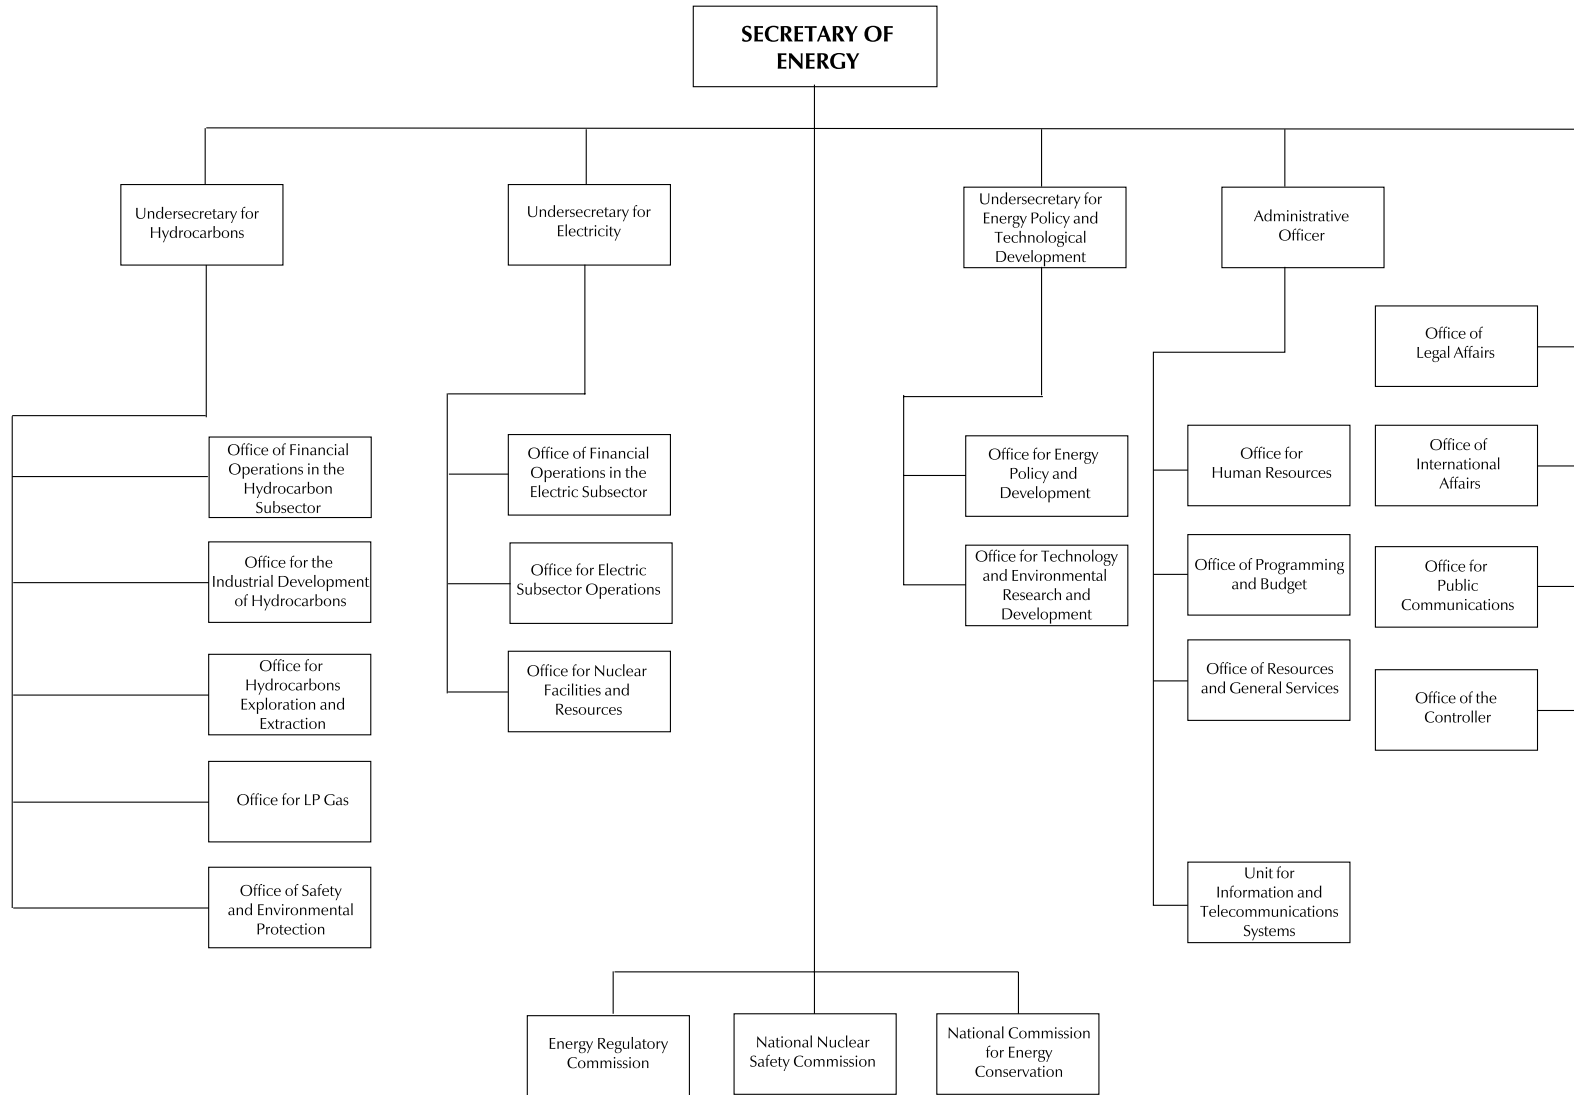 SECRETARY OF
ENERGY
Undersecretary for
Hydrocarbons
Undersecretary for
Electricity
Undersecretary for
Energy Policy and
Technological
Development
Administrative
Officer
Office of Financial
Operations in the
Hydrocarbon
Subsector
Office for the
Industrial Development
of Hydrocarbons
Office for
Hydrocarbons
Exploration and
Extraction
Office for LP Gas
Office of Safety
and Environmental
Protection
Office of Financial
Operations in the
Electric Subsector
Office for Electric
Subsector Operations
Office for Nuclear
Facilities and
Resources
Office for Energy
Policy and
Development
Office for Technology
and Environmental
Research and
Development
Office for
Human Resources
Office of Programming
and Budget
Office of Resources
and General Services
Unit for
Information and
Telecommunications
Systems
Office of
Legal Affairs
Office of
International
Affairs
Office for
Public
Communications
Office of the
Controller
Energy Regulatory
Commission
National Nuclear
Safety Commission
National Commission
for Energy
Conservation